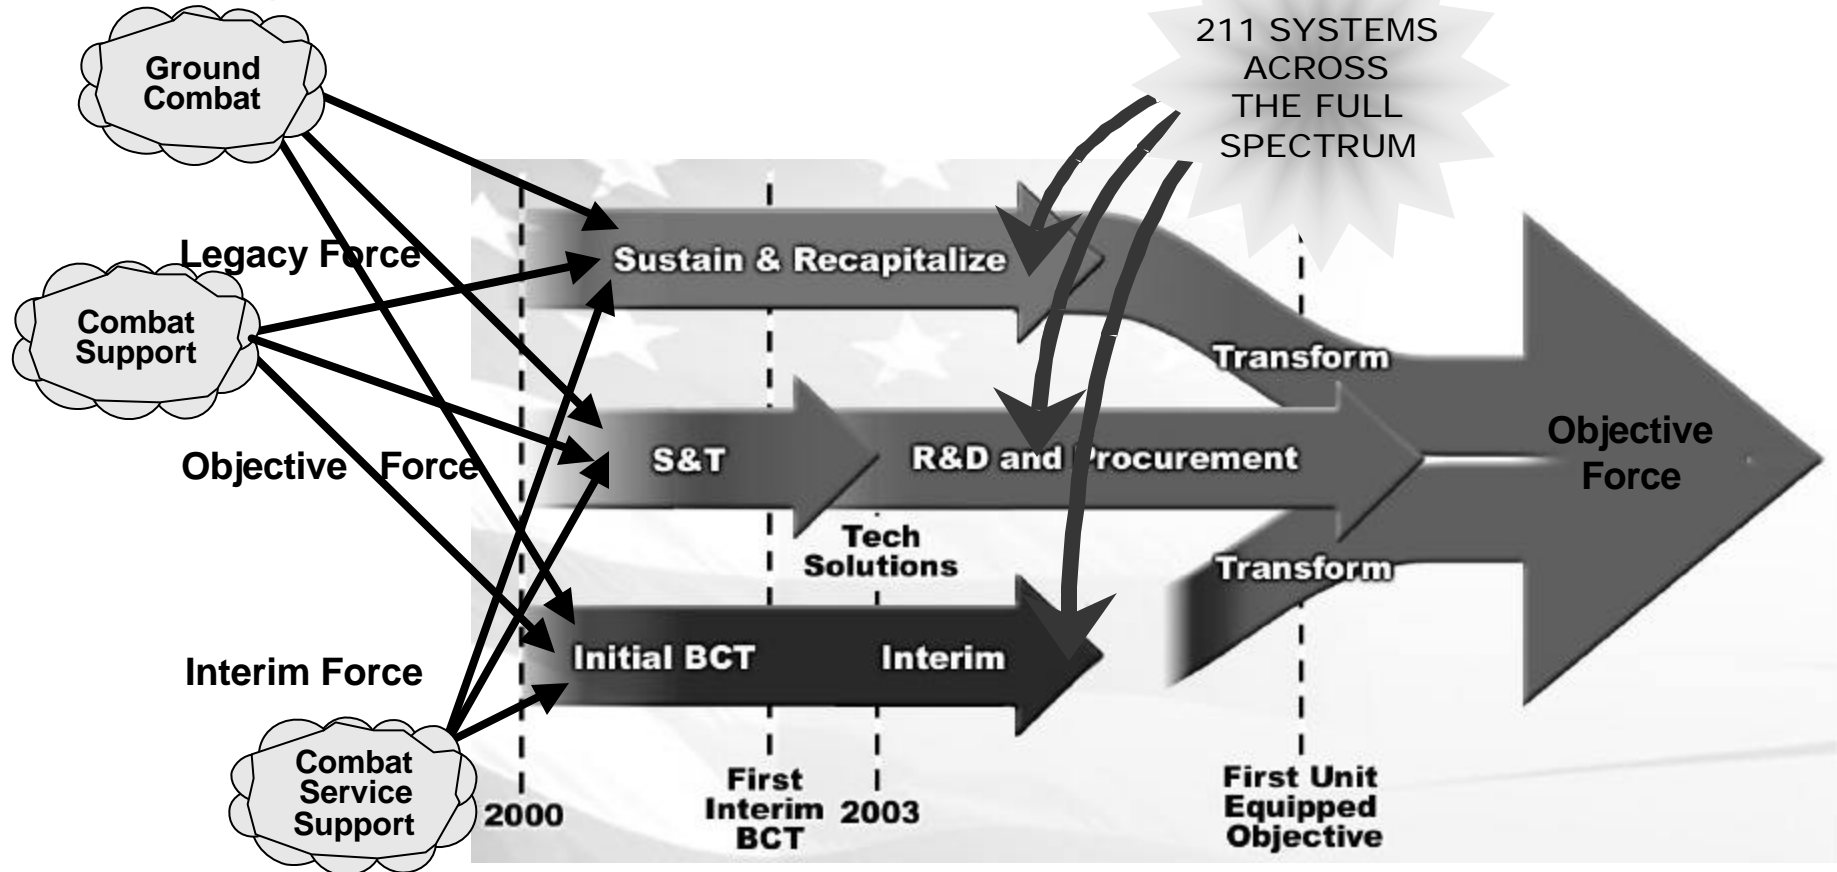 211 SYSTEMS
ACROSS
THE FULL
SPECTRUM
Ground
Combat
Legacy Force
Sustain & Recapitalize
Combat
Support
Transform
Objective Force
S&T
R&D and Procurement
Objective
Force
Tech
Solutions
Transform
Interim Force
Initial BCT
Interim
Combat
Service
Support
2000
First
Interim
BCT
2003
First Unit
Equipped
Objective